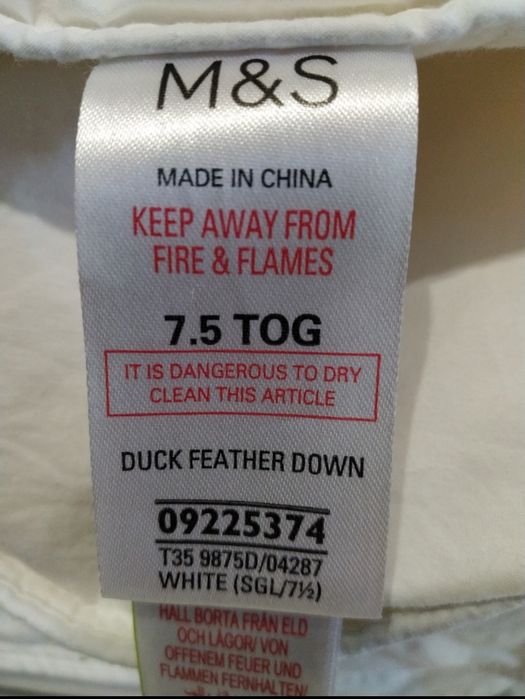 M&S
MADE IN CHINA
KEEP AWAY FROM
FIRE & FLAMES
7.5 TOG
IT IS DANGEROUS TO DRY
CLEAN THIS ARTICLE
DUCK FEATHER DOWN
09225374
T35 9875D/04287
WHITE (SGL/7½)
HALL BORTA FRÅN ELD
OCH LÅGOR/ VON
OFFENEM FEUER UND
FLAMMEN FERNHALTEN/